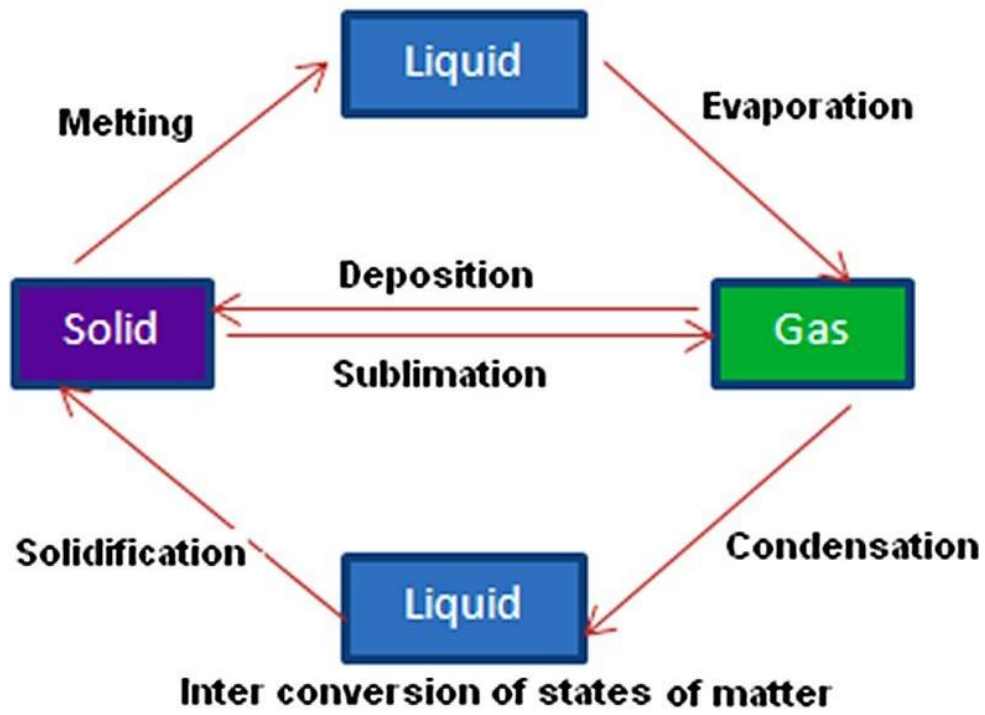 Liquid
Melting
Evaporation
Deposition
Solid
Gas
Sublimation
Solidification
Condensation
Liquid
Inter conversion of states of matter